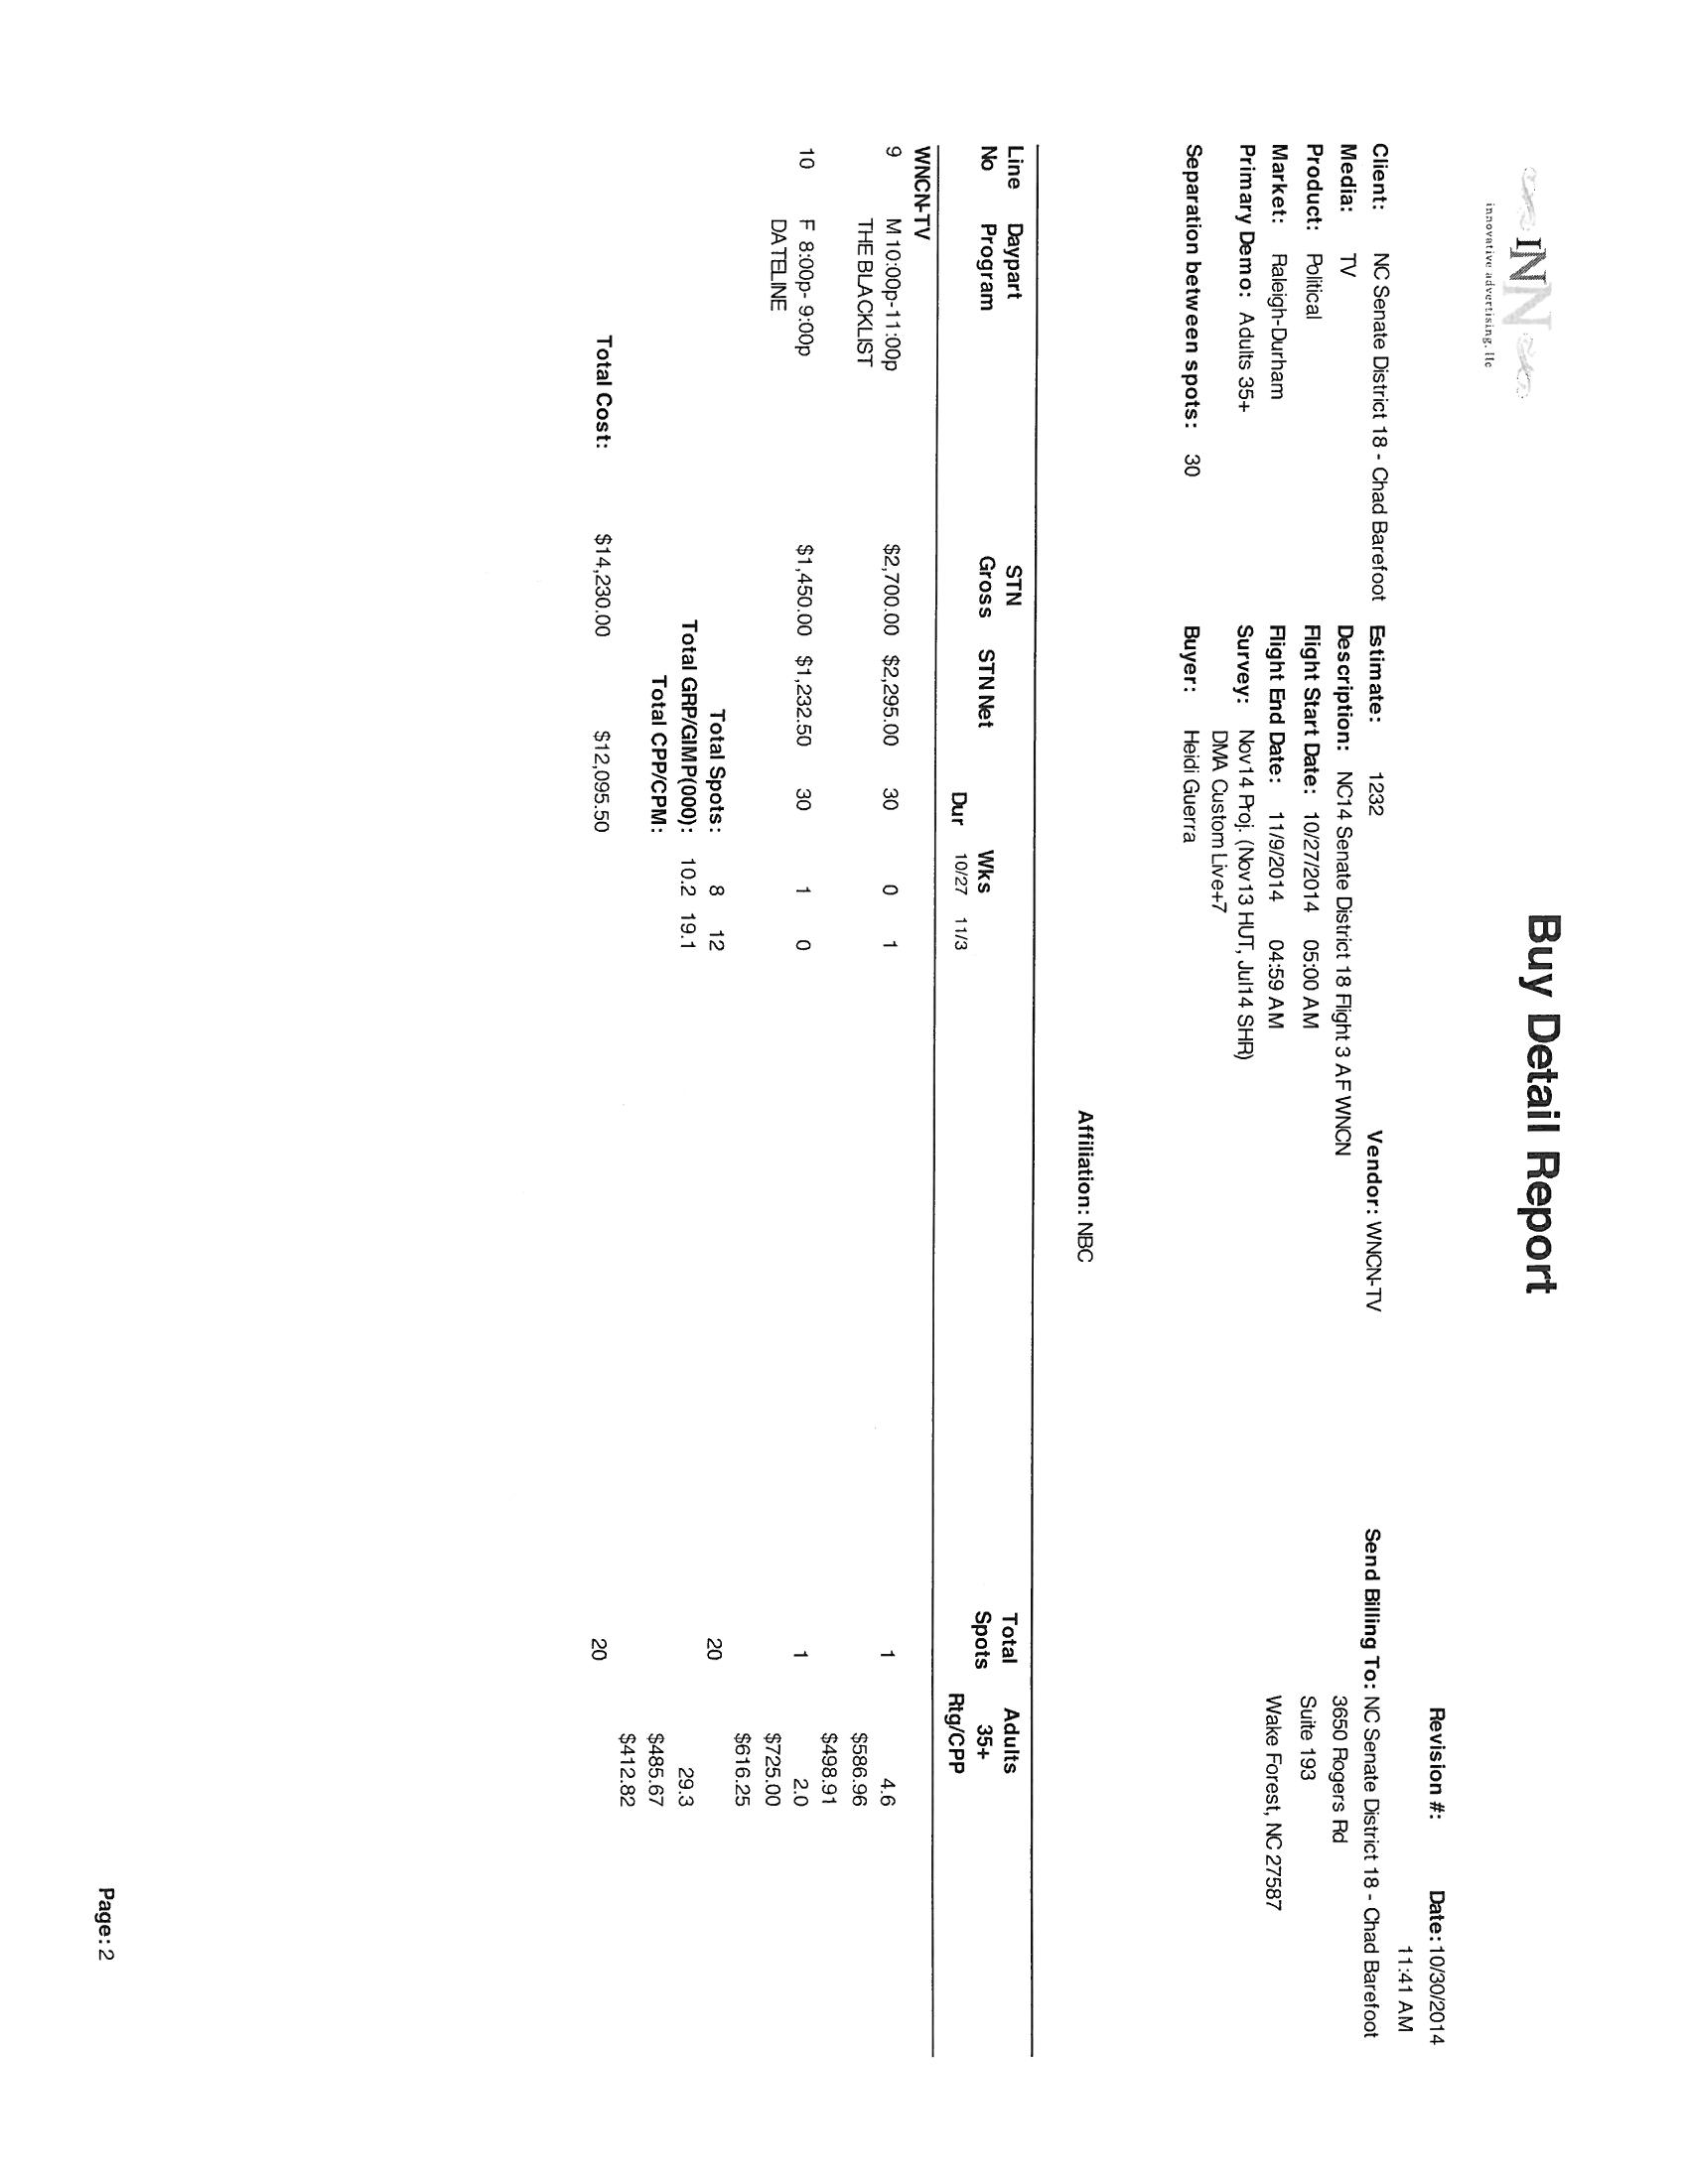 INN
innovative advertising, llc
Buy Detail Report
Revision #: Date: 10/30/2014
11:41 AM
Client: NC Senate District 18 - Chad Barefoot Estimate: 1232 Vendor: WNCN-TV Send Billing To: NC Senate District 18 - Chad Barefoot
Media: TV Description: NC14 Senate District 18 Flight 3 AF WNCN 3650 Rogers Rd
Product: Political Flight Start Date: 10/27/2014 05:00 AM Suite 193
Market: Raleigh-Durham Flight End Date: 11/9/2014 04:59 AM Wake Forest, NC 27587
Primary Demo: Adults 35+ Survey: Nov14 Proj. (Nov13 HUT, Jul14 SHR)
DMA Custom Live+7
Separation between spots: 30 Buyer: Heidi Guerra
Affiliation: NBC
Line Daypart STN Total Adults
No Program Gross STN Net Wks Spots 35+
Dur 10/27 11/3 Rtg/CPP
WNCN-TV
9 M 10:00p-11:00p $2,700.00 $2,295.00 30 0 1 1 4.6
THE BLACKLIST $586.96
$498.91
10 F 8:00p- 9:00p $1,450.00 $1,232.50 30 1 0 1 2.0
DATELINE $725.00
$616.25
Total Spots: 8 12 20
Total GRP/GIMP(000): 10.2 19.1 29.3
Total CPP/CPM: $485.67
$412.82
Total Cost: $14,230.00 $12,095.50 20
Page: 2